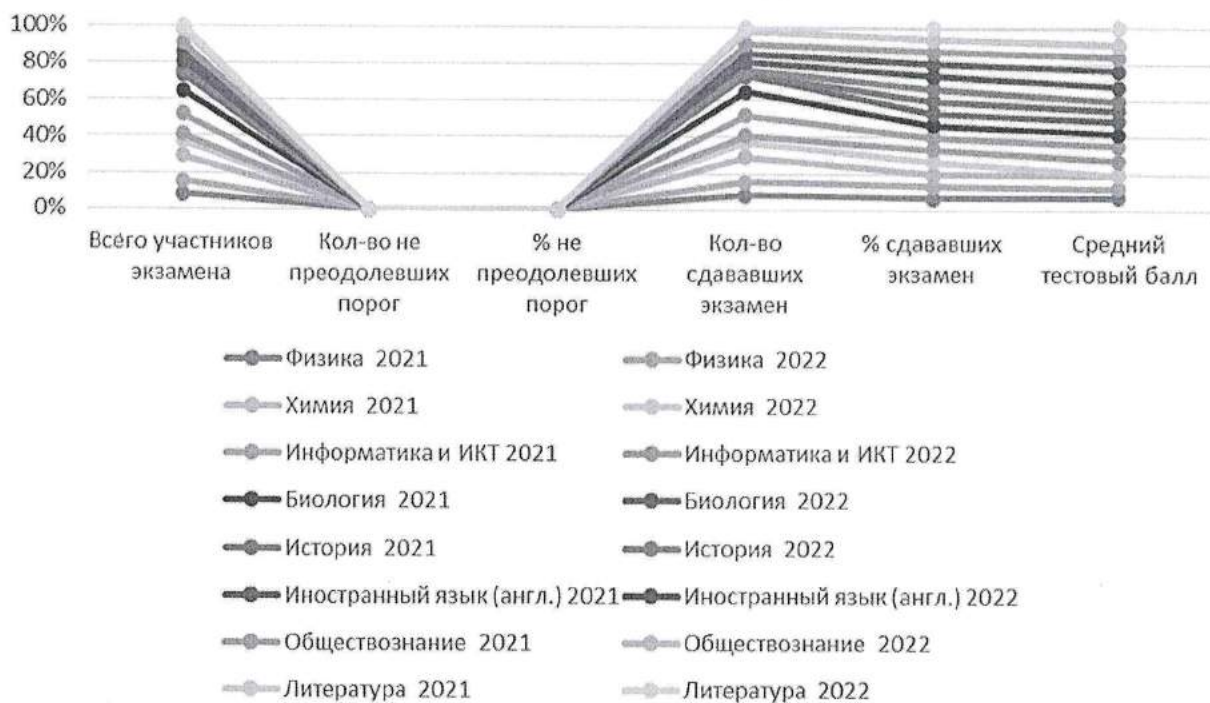 100%
80%
60%
40%
20%
0%
Всего участников экзамена
Кол-во не преодолевших порог
% не преодолевших порог
Кол-во сдававших экзамен
% сдававших экзамен
Средний тестовый балл
Физика 2021
Физика 2022
Химия 2021
Химия 2022
Информатика и ИКТ 2021
Информатика и ИКТ 2022
Биология 2021
Биология 2022
История 2021
История 2022
Иностранный язык (англ.) 2021
Иностранный язык (англ.) 2022
Обществознание 2021
Обществознание 2022
Литература 2021
Литература 2022